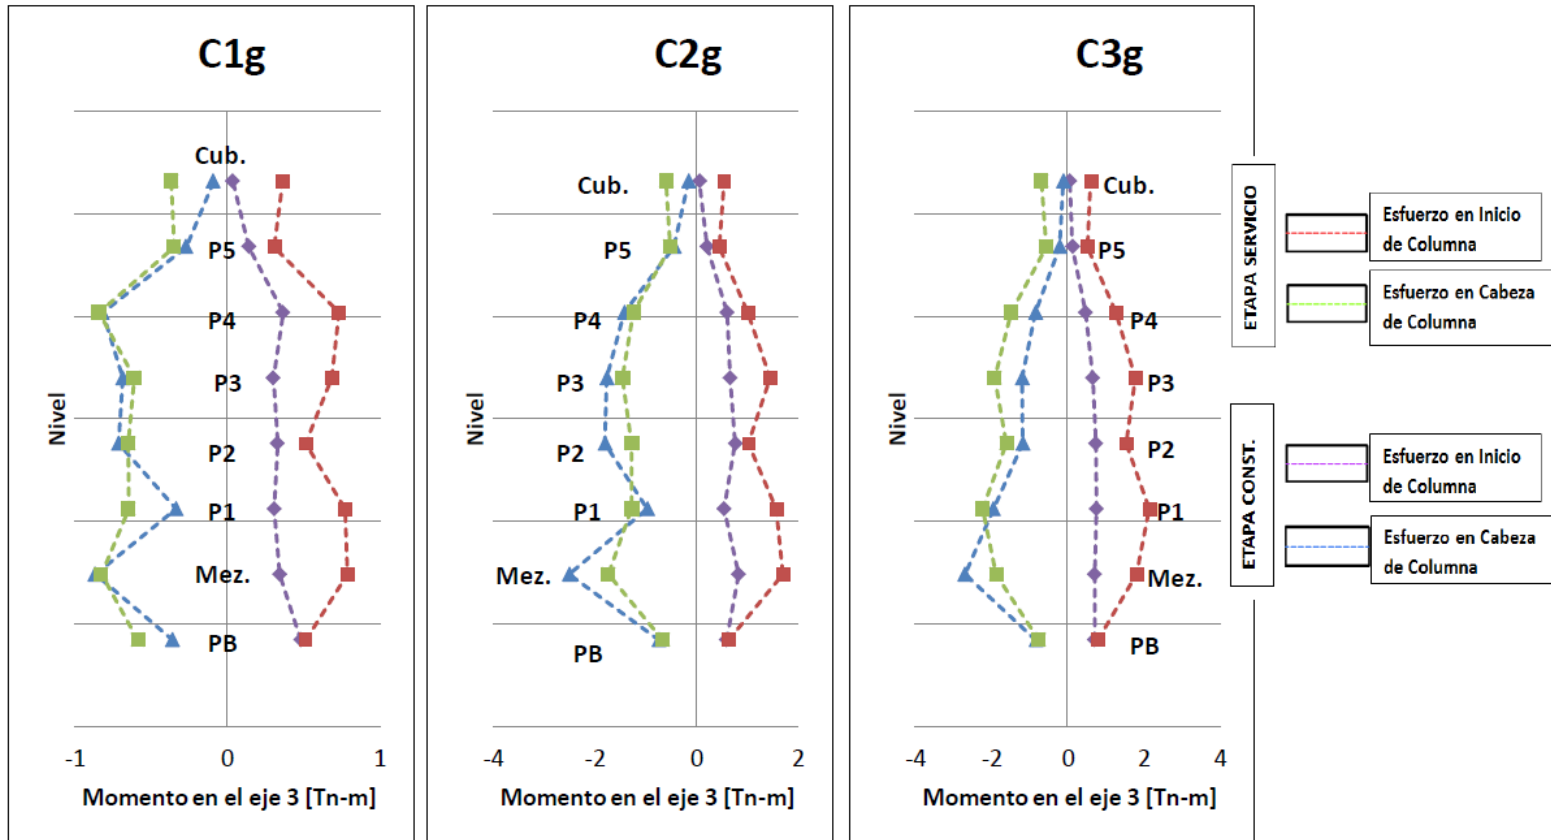 C1g
Cub.
P5
P4
P3
P2
P1
Mez.
PB
Nivel
-1 0 1
Momento en el eje 3 [Tn-m]
C2g
Cub.
P5
P4
P3
P2
P1
Mez.
PB
Nivel
-4 -2 0 2
Momento en el eje 3 [Tn-m]
C3g
Cub.
P5
P4
P3
P2
P1
Mez.
PB
Nivel
-4 -2 0 2 4
Momento en el eje 3 [Tn-m]
ETAPA SERVICIO
Esfuerzo en Inicio
de Columna
Esfuerzo en Cabeza
de Columna
ETAPA CONST.
Esfuerzo en Inicio
de Columna
Esfuerzo en Cabeza
de Columna